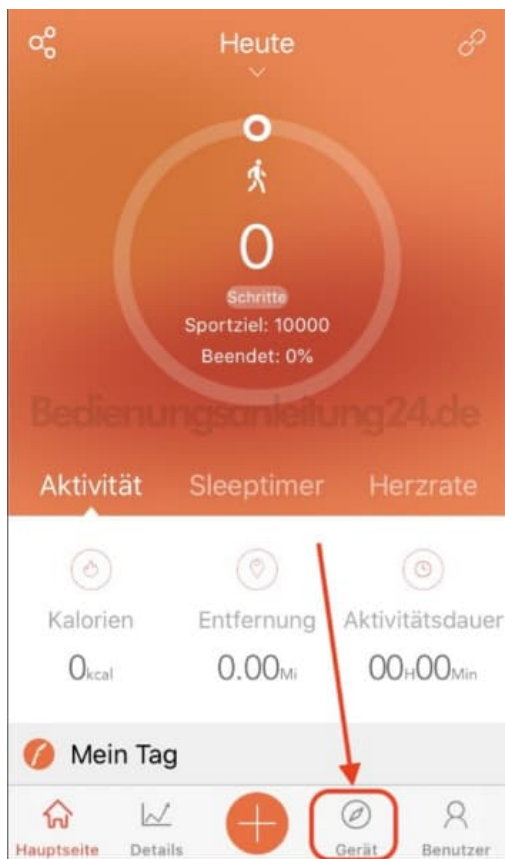 Heute
0
Schritte
Sportziel: 10000
Beendet: 0%
Bedienungsanleitung24.de
Aktivität Sleeptimer Herzrate
Kalorien Entfernung Aktivitätsdauer
0kcal 0.00Mi 00H00Min
Mein Tag
Hauptseite Details Gerät Benutzer